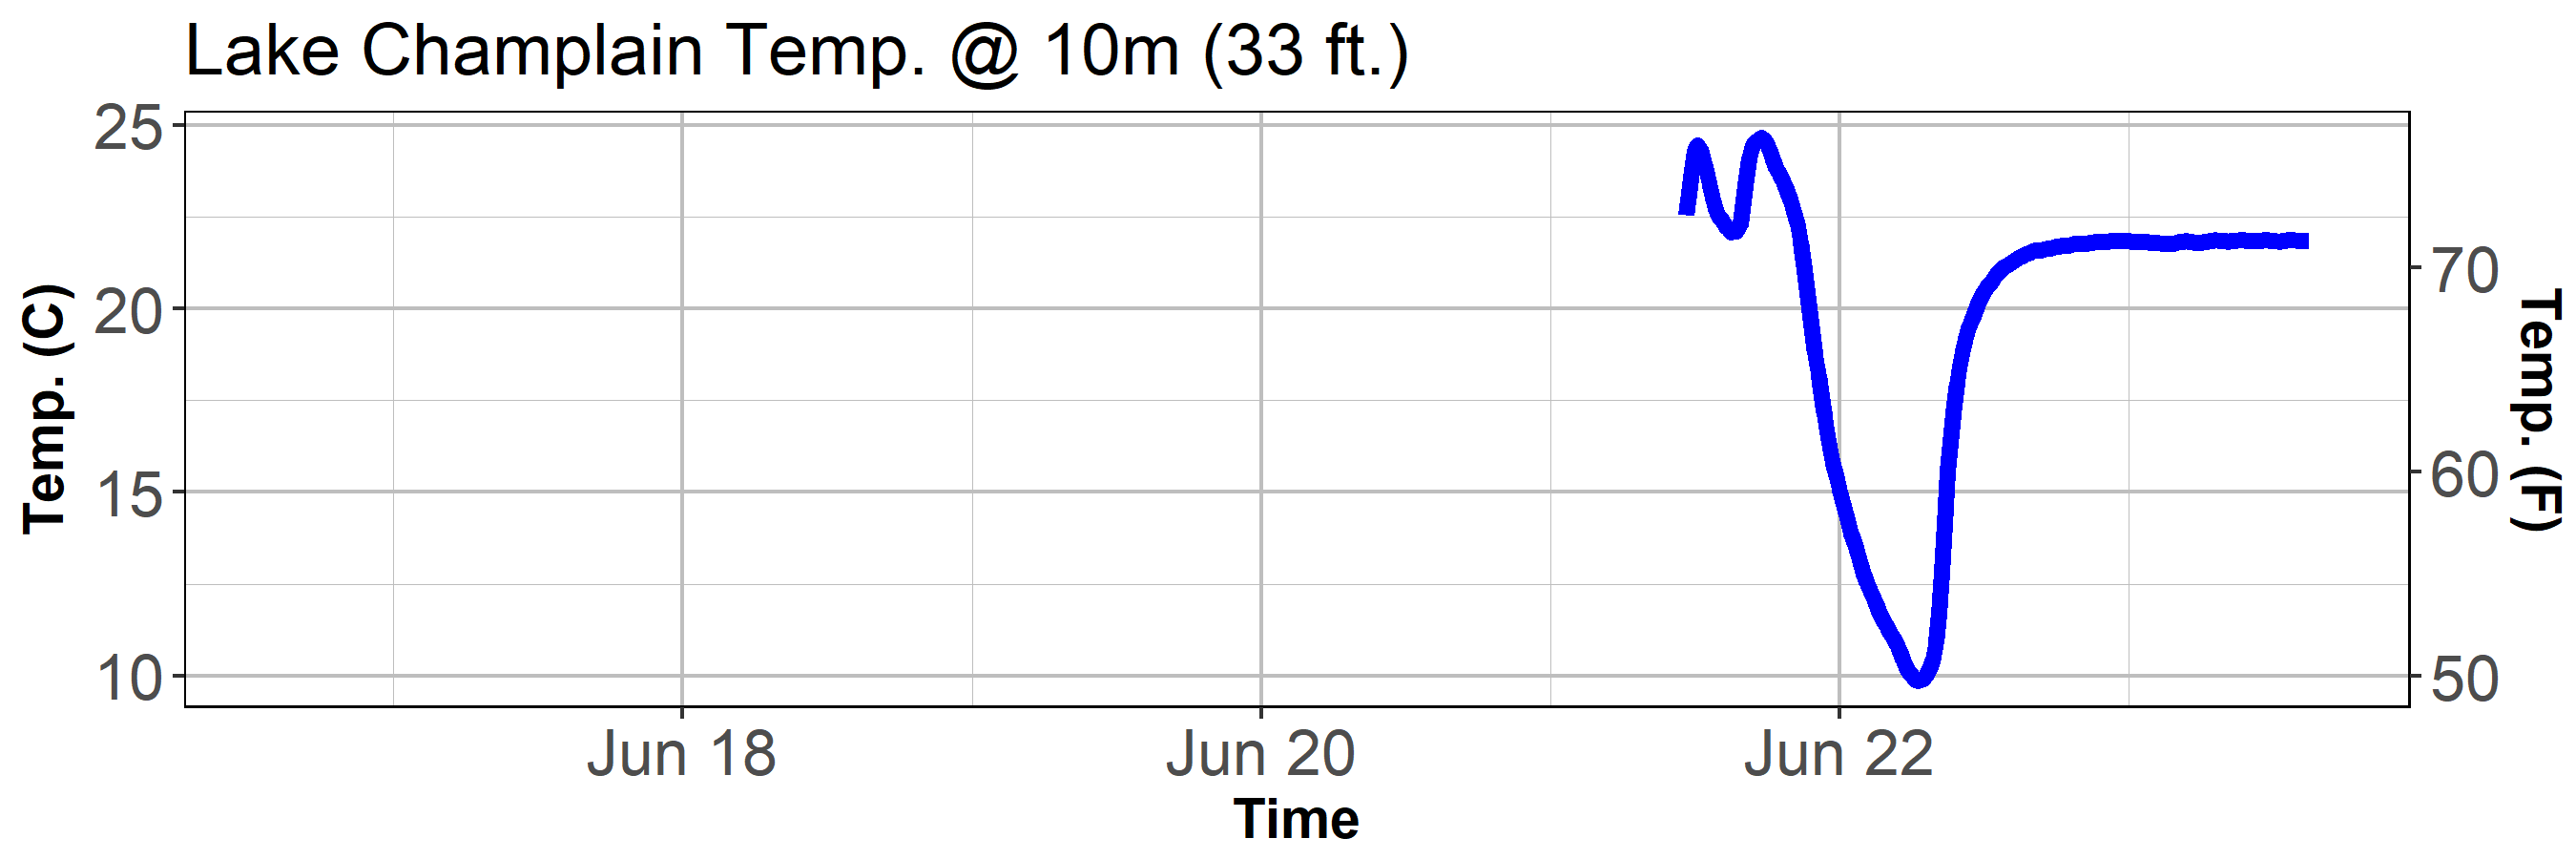 Lake Champlain Temp. @ 10m (33 ft.)
25
20
15
10
Temp. (C)
70
60
50
Temp. (F)
Jun 18 Jun 20 Jun 22
Time